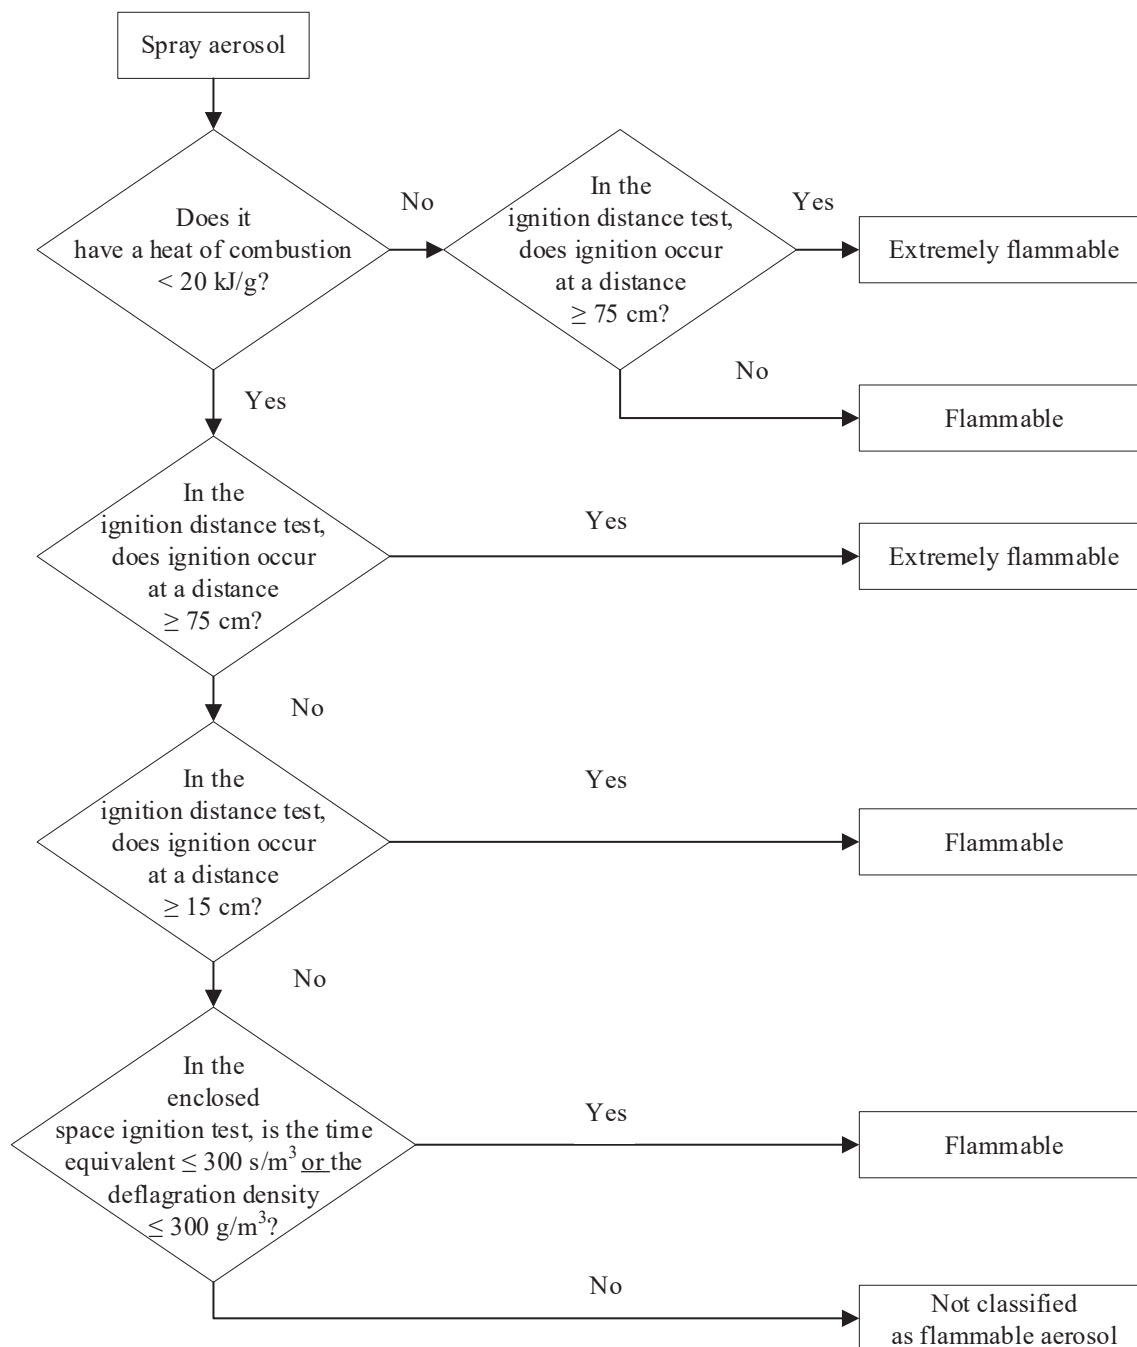 Spray aerosol
Does it
have a heat of combustion
< 20 kJ/g?
No
In the
ignition distance test,
does ignition occur
at a distance
≥ 75 cm?
Yes
Extremely flammable
No
Flammable
Yes
In the
ignition distance test,
does ignition occur
at a distance
≥ 75 cm?
Yes
Extremely flammable
No
In the
ignition distance test,
does ignition occur
at a distance
≥ 15 cm?
Yes
Flammable
No
In the
enclosed
space ignition test, is the time
equivalent ≤ 300 s/m³ or the
deflagration density
≤ 300 g/m³?
Yes
Flammable
No
Not classified
as flammable aerosol